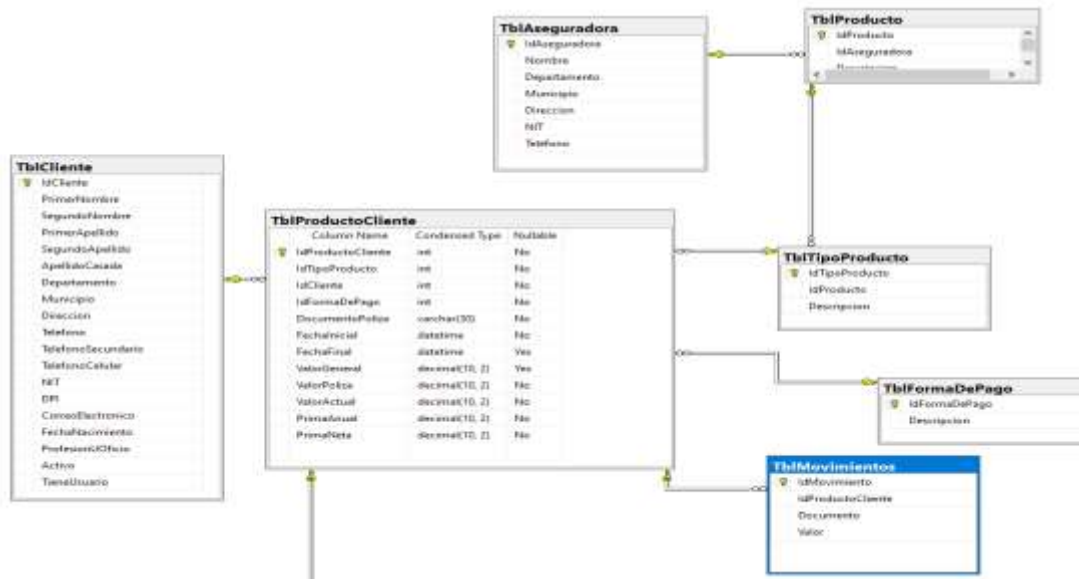 TblAseguradora
IdAseguradora
Nombre
Departamento
Municipio
Direccion
NIT
Telefono
TblProducto
IdProducto
IdAseguradora
TblCliente
IdCliente
PrimerNombre
SegundoNombre
PrimerApellido
SegundoApellido
ApellidoCasada
Departamento
Municipio
Direccion
Telefono
TelefonoSecundario
TelefonoCelular
NIT
DPI
CorreoElectronico
FechaNacimiento
ProfesionUOficio
Activo
TieneUsuario
TblProductoCliente
Column Name Condensed Type Nullable
IdProductoCliente int No
IdTipoProducto int No
IdCliente int No
IdFormaDePago int No
DocumentoPoliza varchar(30) No
FechaInicial datetime No
FechaFinal datetime Yes
ValorGeneral decimal(10, 2) Yes
ValorPoliza decimal(10, 2) No
ValorActual decimal(10, 2) No
PrimaAnual decimal(10, 2) No
PrimaNeta decimal(10, 2) No
TblTipoProducto
IdTipoProducto
IdProducto
Descripcion
TblFormaDePago
IdFormaDePago
Descripcion
TblMovimientos
IdMovimiento
IdProductoCliente
Documento
Valor